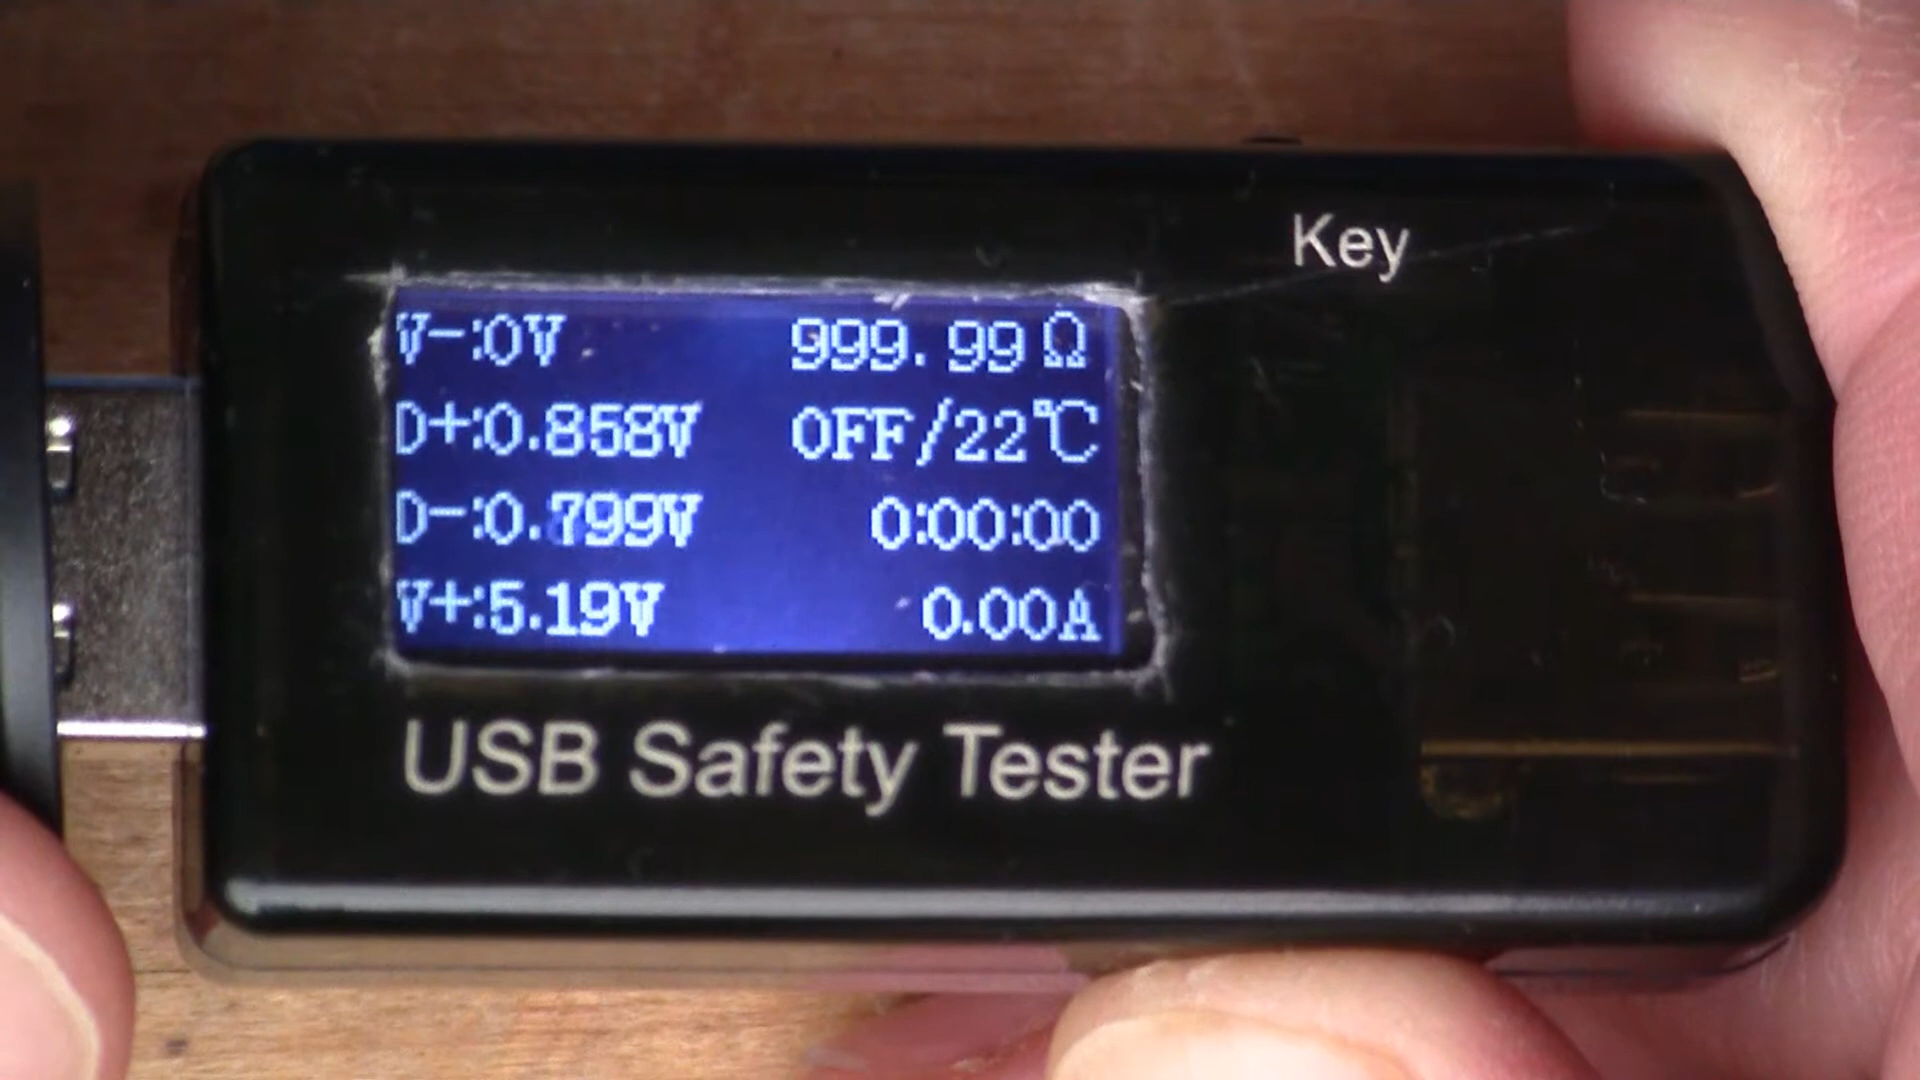 Key
V-:0V 999.99Ω
D+:0.858V OFF/22℃
D-:0.799V 0:00:00
V+:5.19V 0.00A
USB Safety Tester